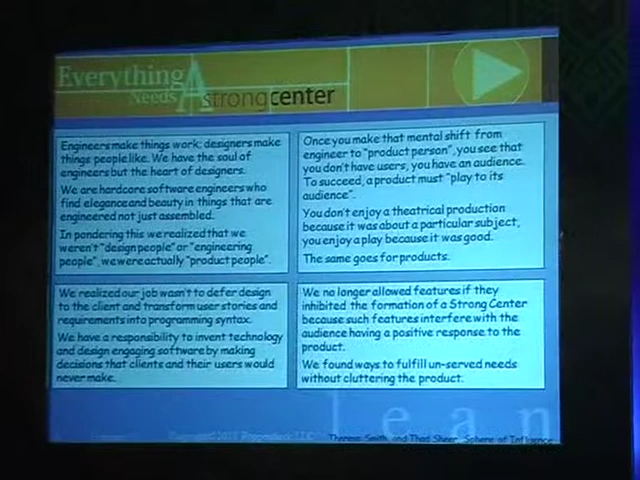 Everything
Needs A strong center
Engineers make things work; designers make
things people like. We have the soul of
engineers but the heart of designers.
We are hardcore software engineers who
find elegance and beauty in things that are
engineered not just assembled.
In pondering this we realized that we
weren't "design people" or "engineering
people", we were actually "product people".
Once you make that mental shift from
engineer to "product person", you see that
you don't have users, you have an audience.
To succeed, a product must "play to its
audience".
You don't enjoy a theatrical production
because it was about a particular subject,
you enjoy a play because it was good.
The same goes for products.
We realized our job wasn't to defer design
to the client and transform user stories and
requirements into programming syntax.
We have a responsibility to invent technology
and design engaging software by making
decisions that clients and their users would
never make.
We no longer allowed features if they
inhibited the formation of a Strong Center
because such features interfere with the
audience having a positive response to the
product.
We found ways to fulfill un-served needs
without cluttering the product.
lean
Theresa Smith and Thad Scheer, Sphere of Influence